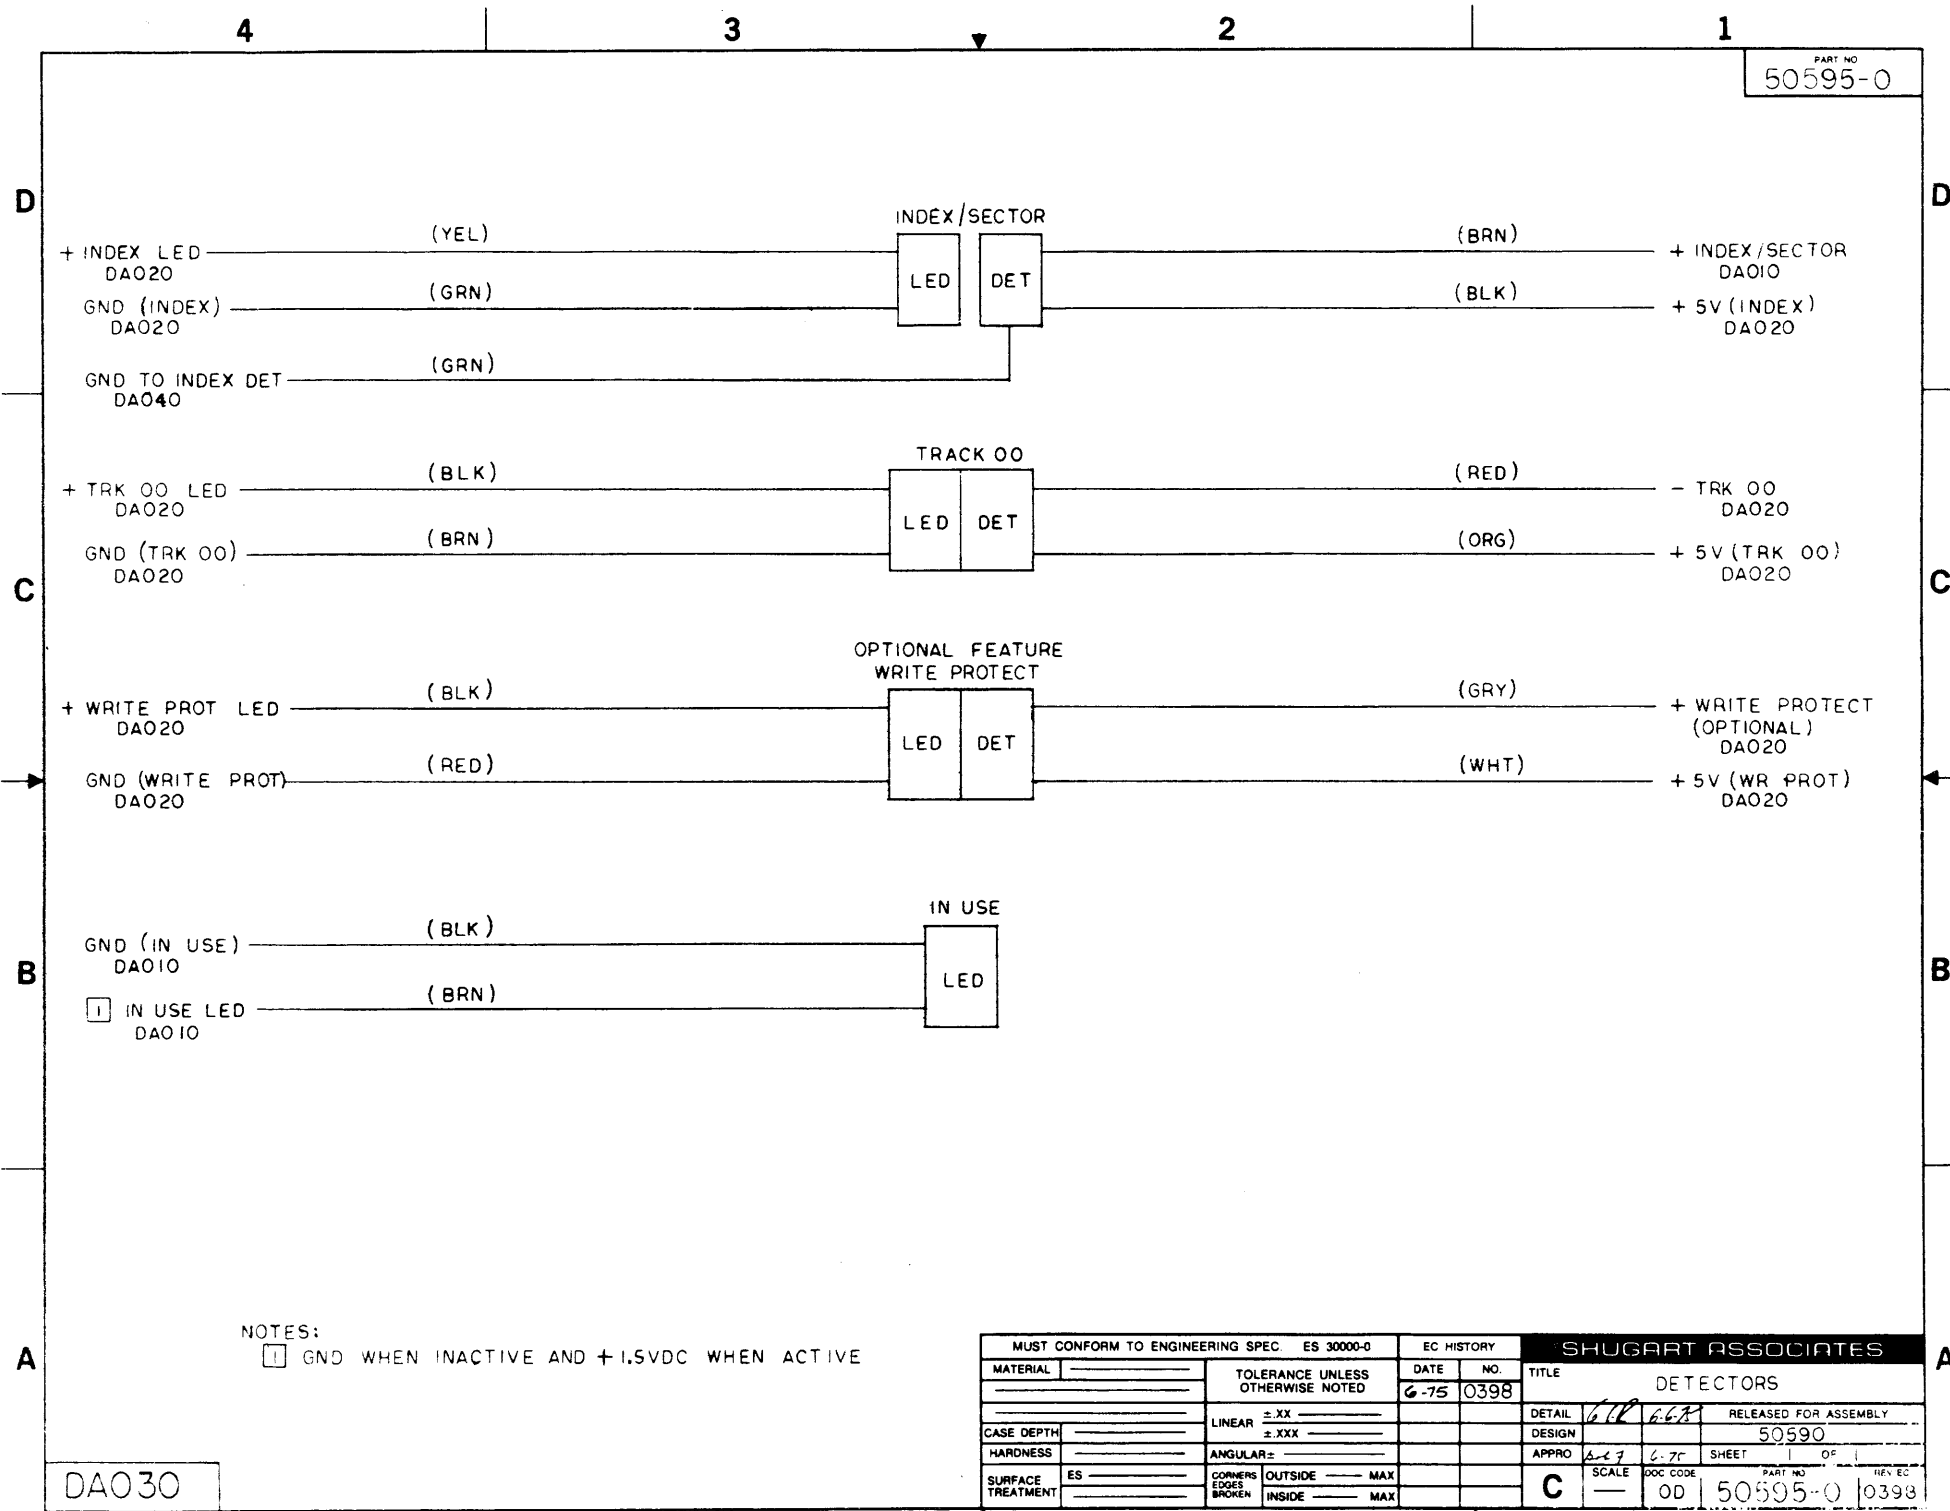 4 3 2 1
PART NO
50595-0
D D
INDEX/SECTOR
+ INDEX LED (YEL) (BRN) + INDEX/SECTOR
DA020 LED DET DA010
GND (INDEX) (GRN) (BLK) + 5V (INDEX)
DA020 DA020
GND TO INDEX DET (GRN)
DA040
TRACK 00
+ TRK 00 LED (BLK) (RED) - TRK 00
DA020 DA020
LED DET
GND (TRK 00) (BRN) (ORG) + 5V (TRK 00)
DA020 DA020
C C
OPTIONAL FEATURE
WRITE PROTECT
+ WRITE PROT LED (BLK) (GRY) + WRITE PROTECT
DA020 (OPTIONAL)
LED DET DA020
GND (WRITE PROT) (RED) (WHT) + 5V (WR PROT)
DA020 DA020
IN USE
GND (IN USE) (BLK)
DA010
B LED B
1 IN USE LED (BRN)
DA010
NOTES:
1 GND WHEN INACTIVE AND +1.5VDC WHEN ACTIVE
A A
DA030
MUST CONFORM TO ENGINEERING SPEC. ES 30000-0
MATERIAL
TOLERANCE UNLESS
OTHERWISE NOTED
LINEAR ±.XX
±.XXX
CASE DEPTH
HARDNESS
ANGULAR±
SURFACE
TREATMENT
ES
CORNERS
EDGES
BROKEN
OUTSIDE MAX
INSIDE MAX
EC HISTORY
DATE NO.
6-75 0398
SHUGART ASSOCIATES
TITLE
DETECTORS
DETAIL 6-6-75 RELEASED FOR ASSEMBLY
DESIGN 50590
APPRO 6-75 SHEET OF
C
SCALE
DOC CODE
OD
PART NO
50595-0
REV EC
0398